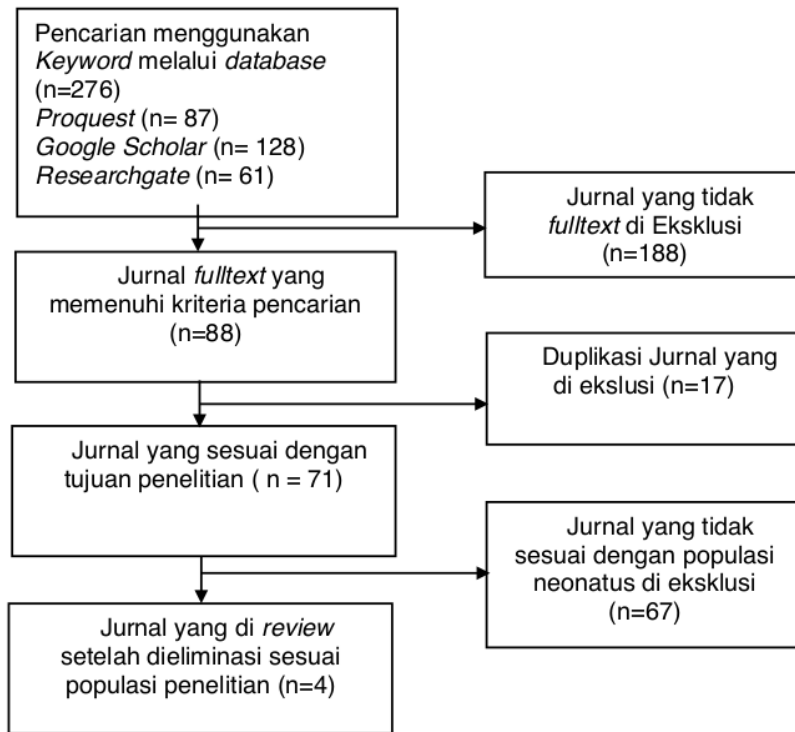 Pencarian menggunakan
Keyword melalui database
(n=276)
Proquest (n= 87)
Google Scholar (n= 128)
Researchgate (n= 61)
Jurnal yang tidak
fulltext di Eksklusi
(n=188)
Jurnal fulltext yang
memenuhi kriteria pencarian
(n=88)
Duplikasi Jurnal yang
di ekslusi (n=17)
Jurnal yang sesuai dengan
tujuan penelitian ( n = 71)
Jurnal yang tidak
sesuai dengan populasi
neonatus di eksklusi
(n=67)
Jurnal yang di review
setelah dieliminasi sesuai
populasi penelitian (n=4)